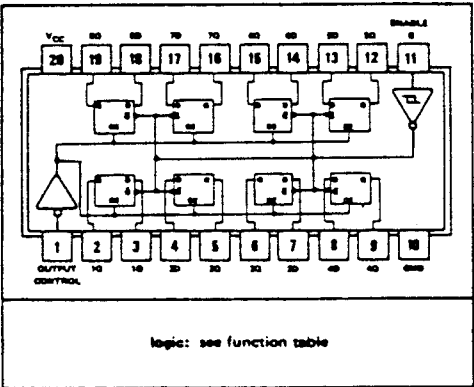 ENABLE
VCC 8Q 8D 7D 7Q 6Q 6D 5D 5Q G
20 19 18 17 16 15 14 13 12 11
1 2 3 4 5 6 7 8 9 10
OUTPUT 1Q 1D 2D 2Q 3Q 3D 4D 4Q GND
CONTROL
logic: see function table